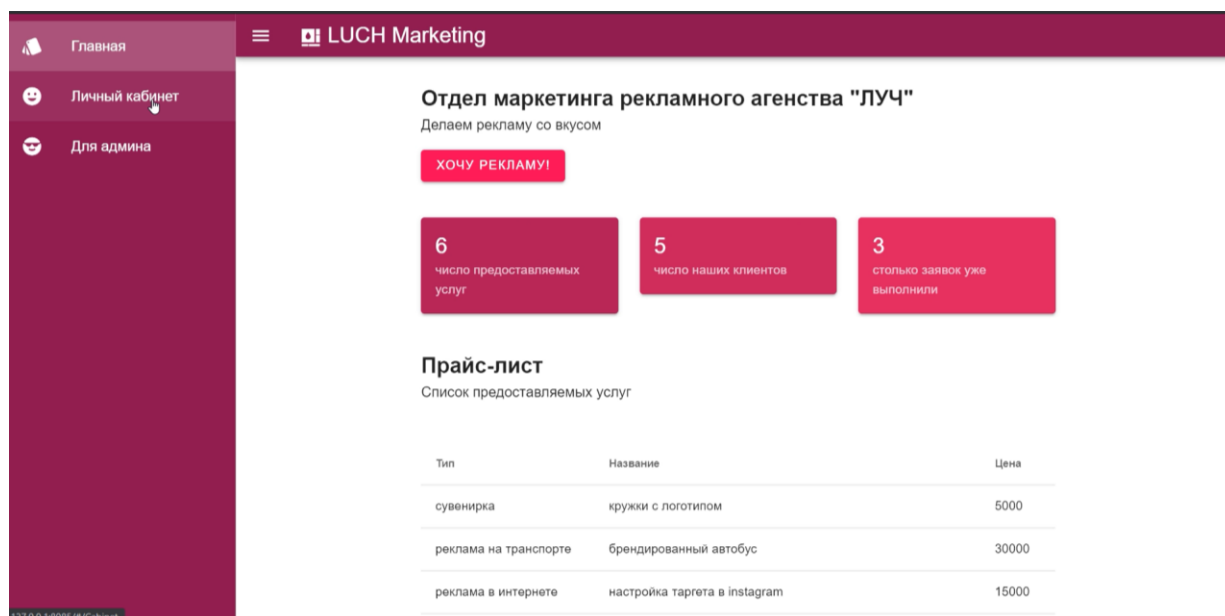 Главная
Личный кабинет
Для админа
LUCH Marketing
Отдел маркетинга рекламного агенства "ЛУЧ"
Делаем рекламу со вкусом
ХОЧУ РЕКЛАМУ!
6
число предоставляемых
услуг
5
число наших клиентов
3
столько заявок уже
выполнили
Прайс-лист
Список предоставляемых услуг
Тип Название Цена
сувенирка кружки с логотипом 5000
реклама на транспорте брендированный автобус 30000
реклама в интернете настройка таргета в instagram 15000